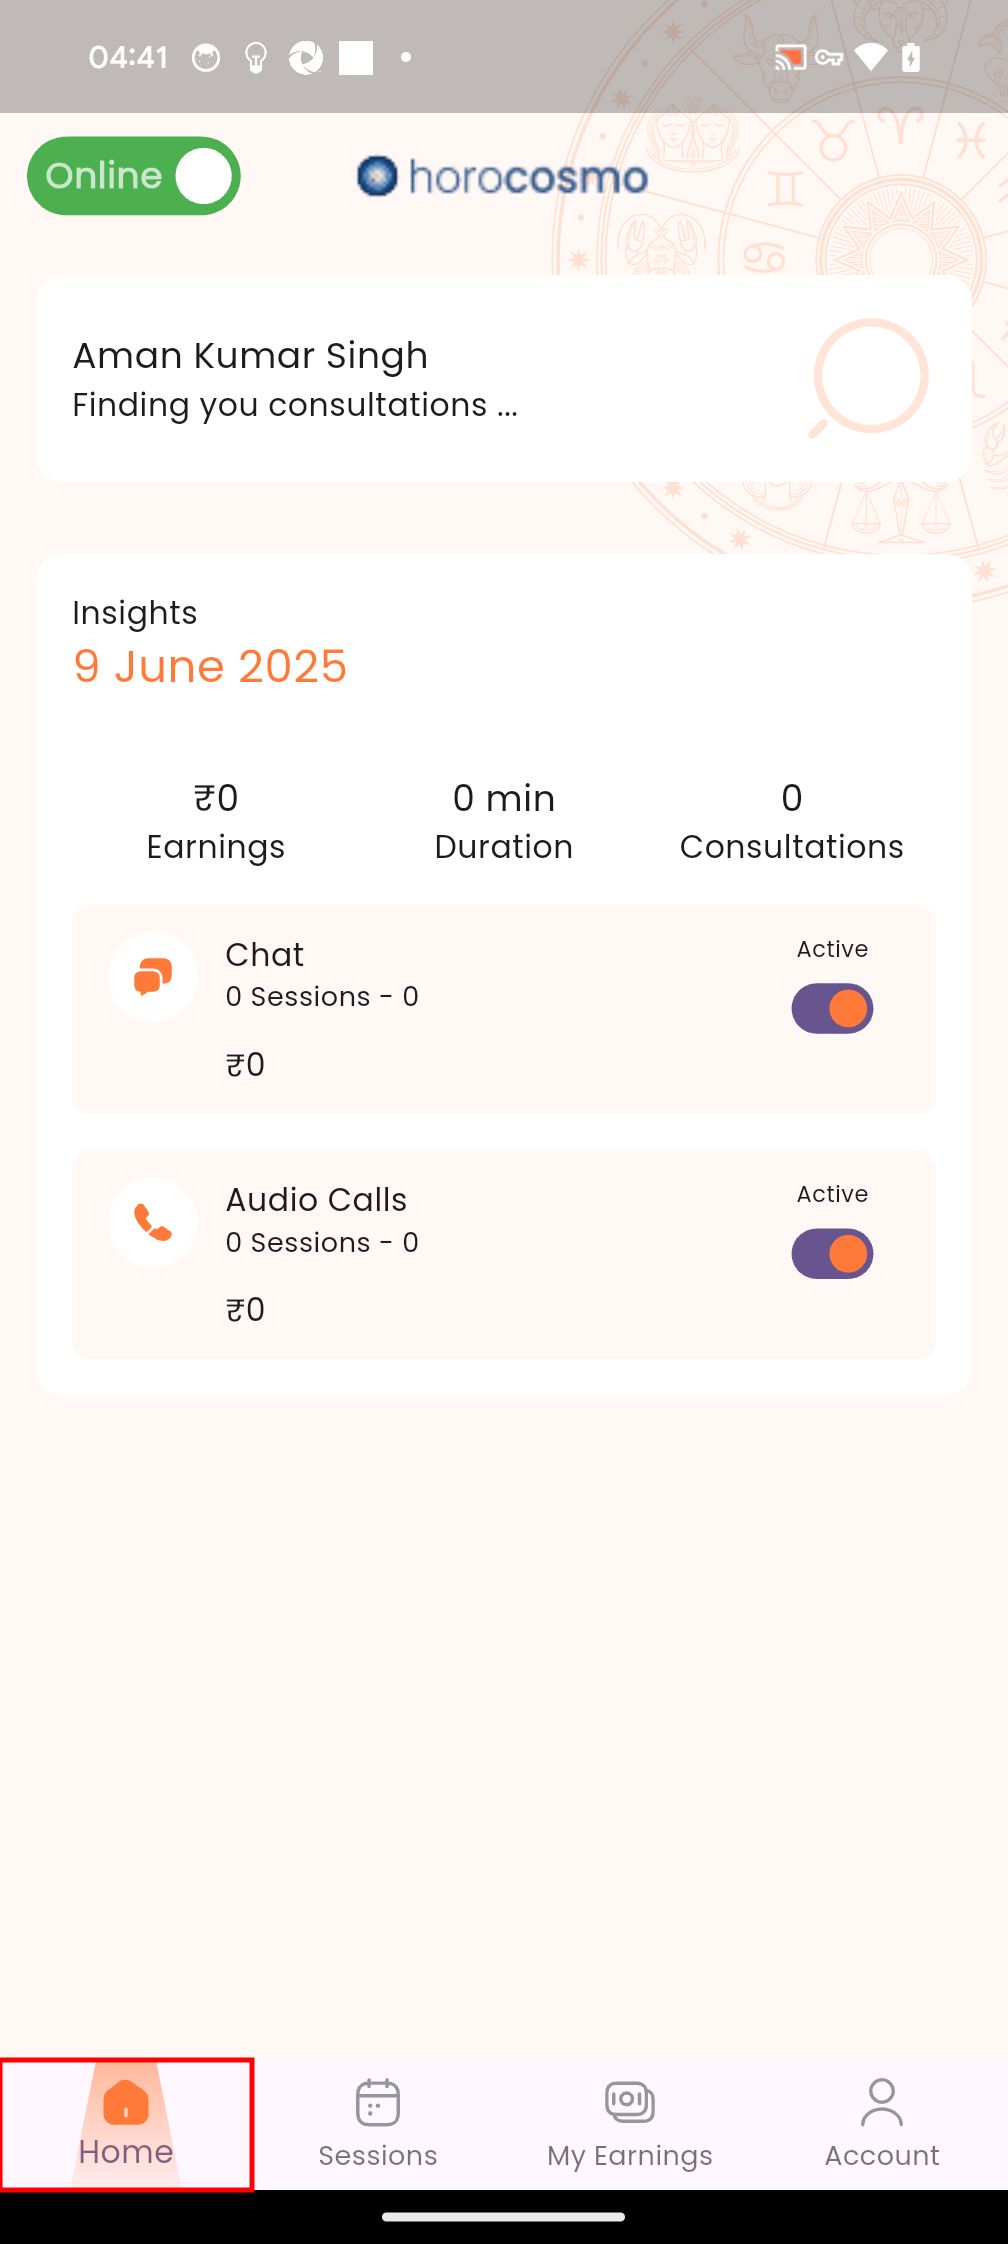 04:41
Online
horocosmo
Aman Kumar Singh
Finding you consultations ...
Insights
9 June 2025
₹0
0 min
0
Earnings
Duration
Consultations
Chat
Active
0 Sessions - 0
₹0
Audio Calls
Active
0 Sessions - 0
₹0
Home
Sessions
My Earnings
Account